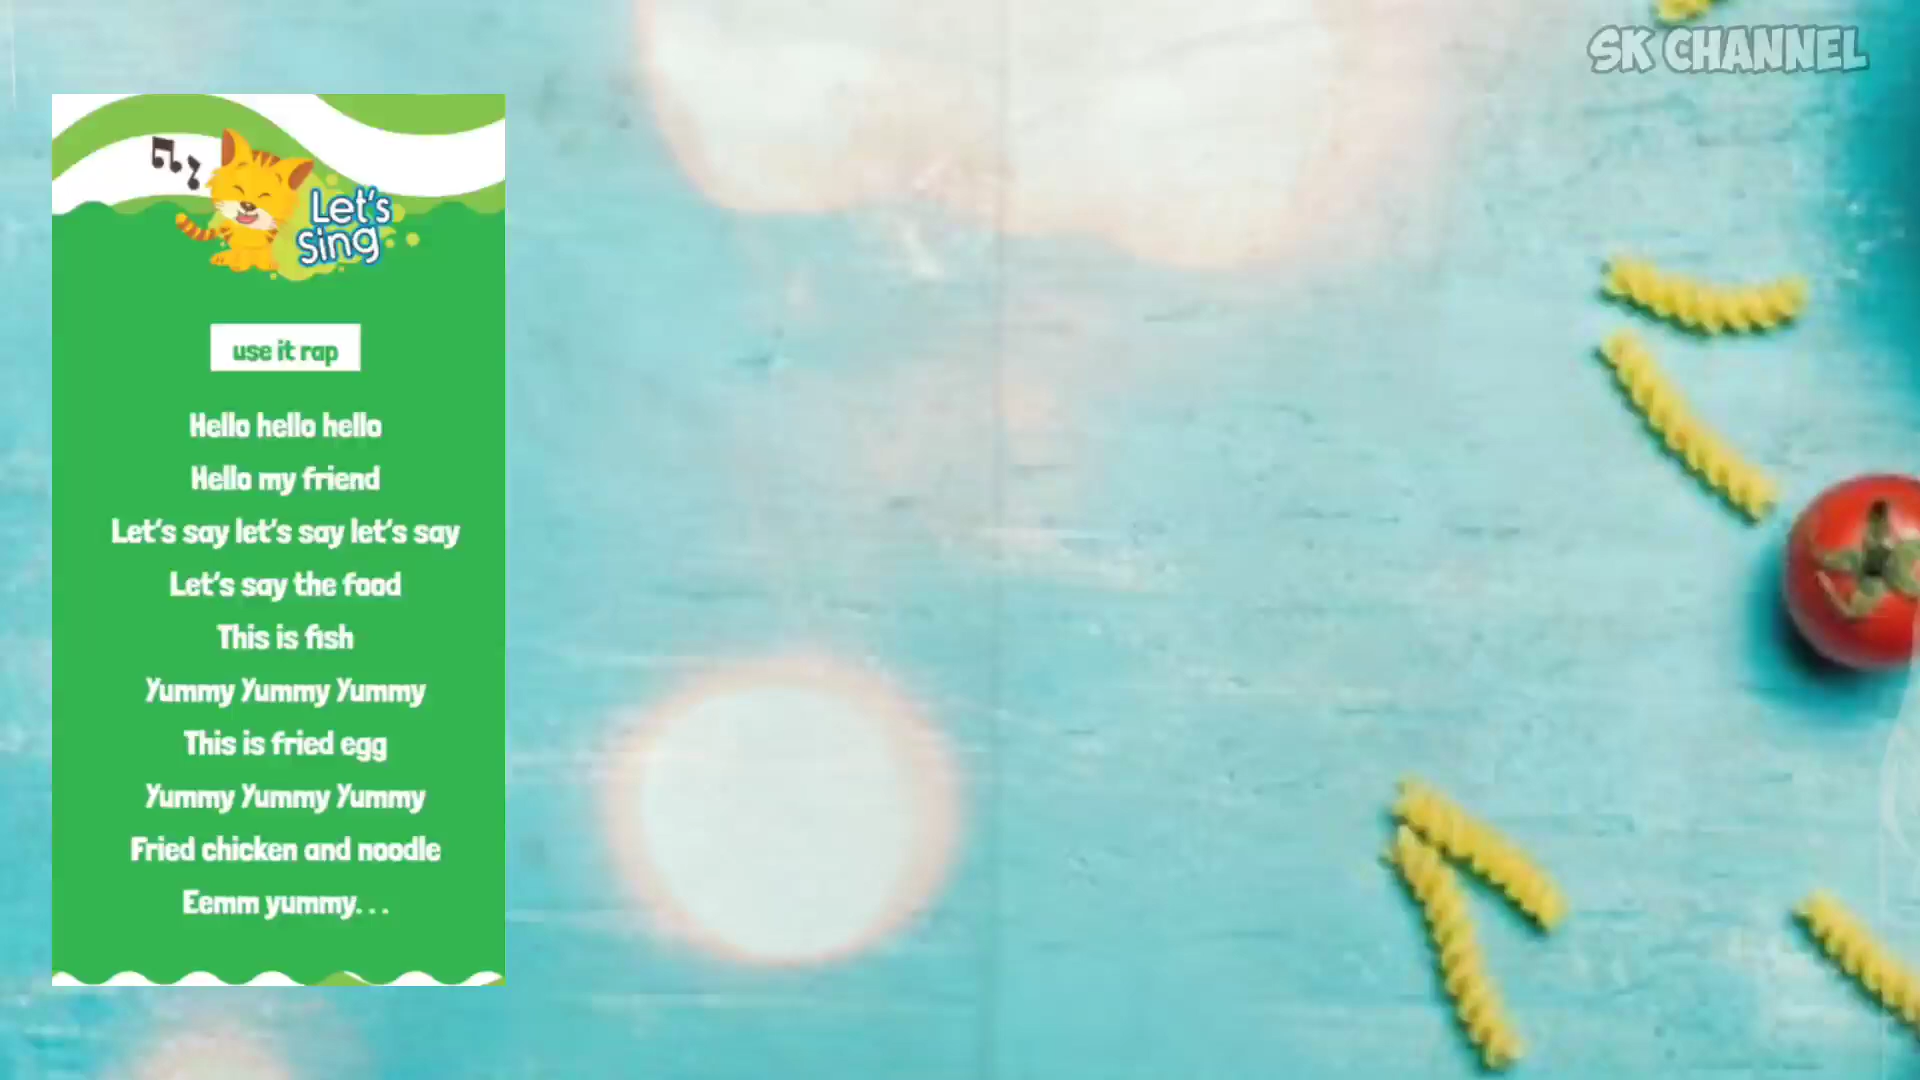 SK CHANNEL
Let's
Sing
use it rap
Hello hello hello
Hello my friend
Let's say let's say let's say
Let's say the food
This is fish
Yummy Yummy Yummy
This is fried egg
Yummy Yummy Yummy
Fried chicken and noodle
Eemm yummy...